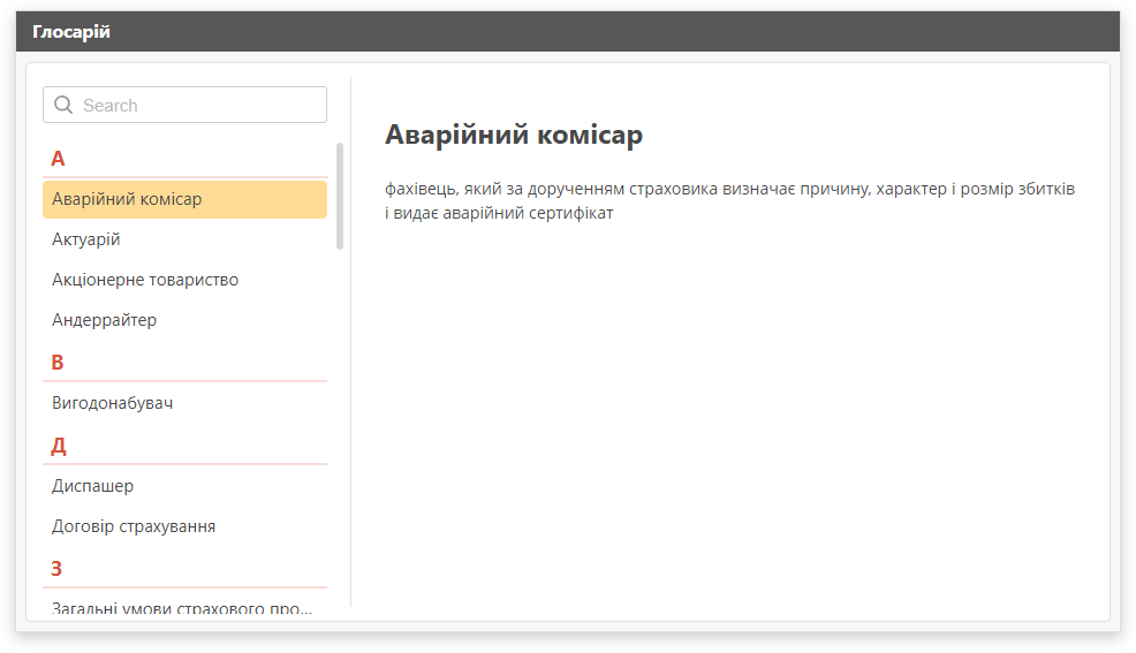 Глосарій
Search
А
Аварійний комісар
Актуарій
Акціонерне товариство
Андеррайтер
В
Вигодонабувач
Д
Диспашер
Договір страхування
З
Загальні умови страхового про...
Аварійний комісар
фахівець, який за дорученням страховика визначає причину, характер і розмір збитків
і видає аварійний сертифікат